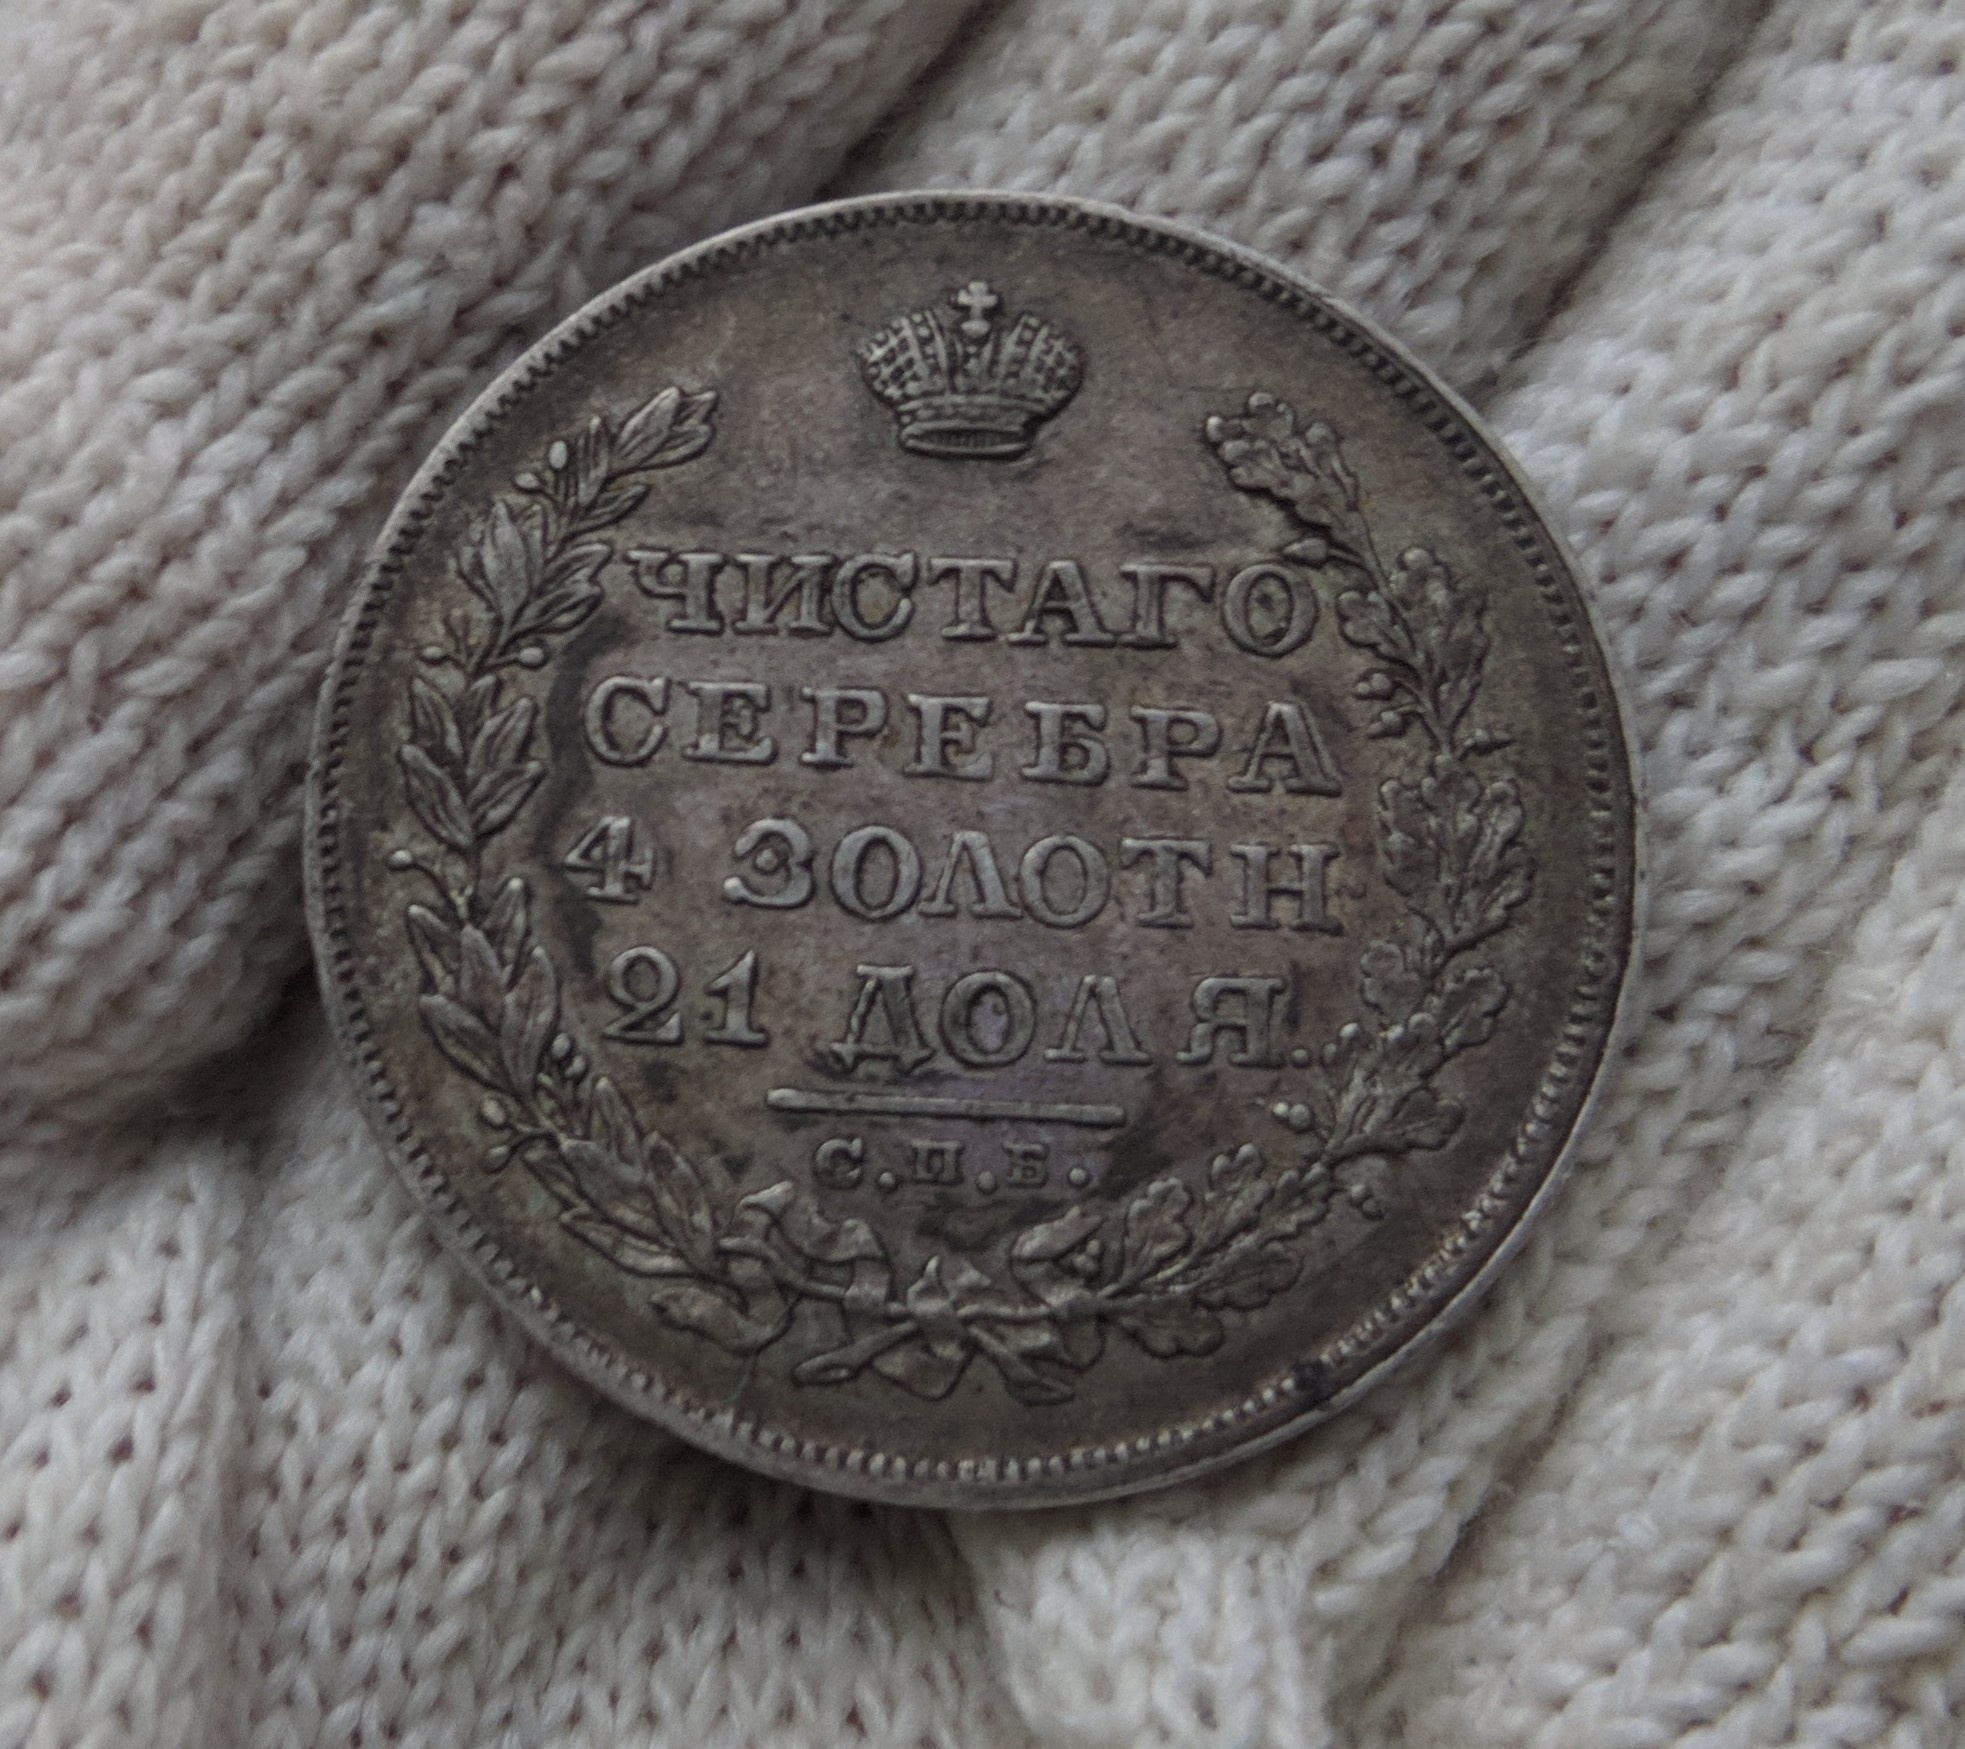 ЧИСТАГО
СЕРЕБРА
4 ЗОЛОТН
21 ДОЛЯ.
С.П.Б.